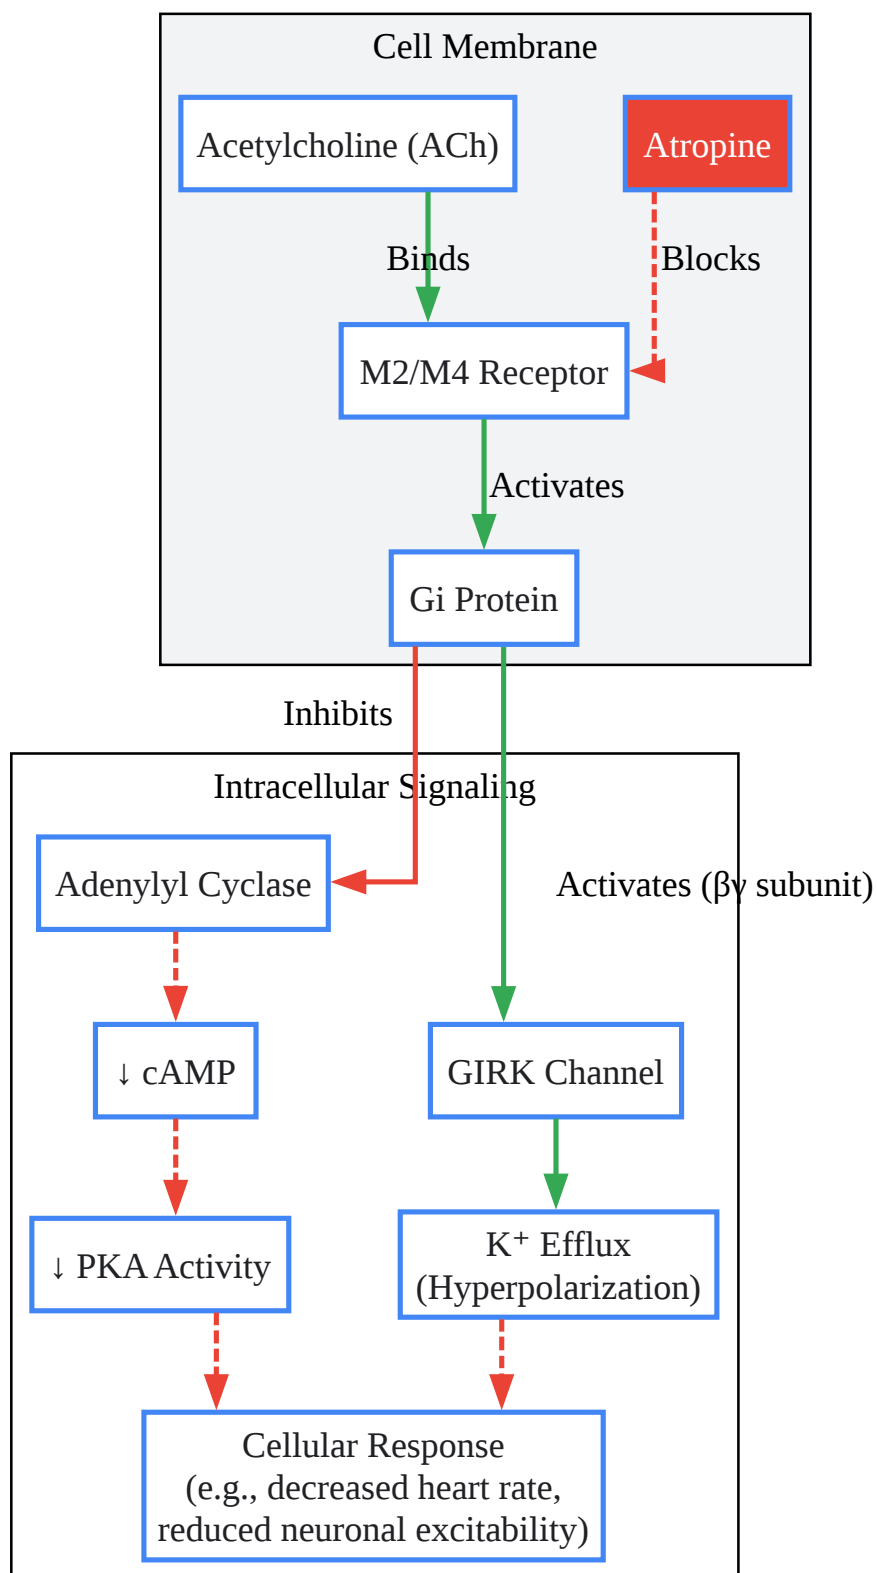 Cell Membrane
Acetylcholine (ACh)
Atropine
Binds
Blocks
M2/M4 Receptor
Activates
Gi Protein
Inhibits
Intracellular Signaling
Adenylyl Cyclase
Activates (βγ subunit)
↓ cAMP
GIRK Channel
↓ PKA Activity
K⁺ Efflux
(Hyperpolarization)
Cellular Response
(e.g., decreased heart rate,
reduced neuronal excitability)